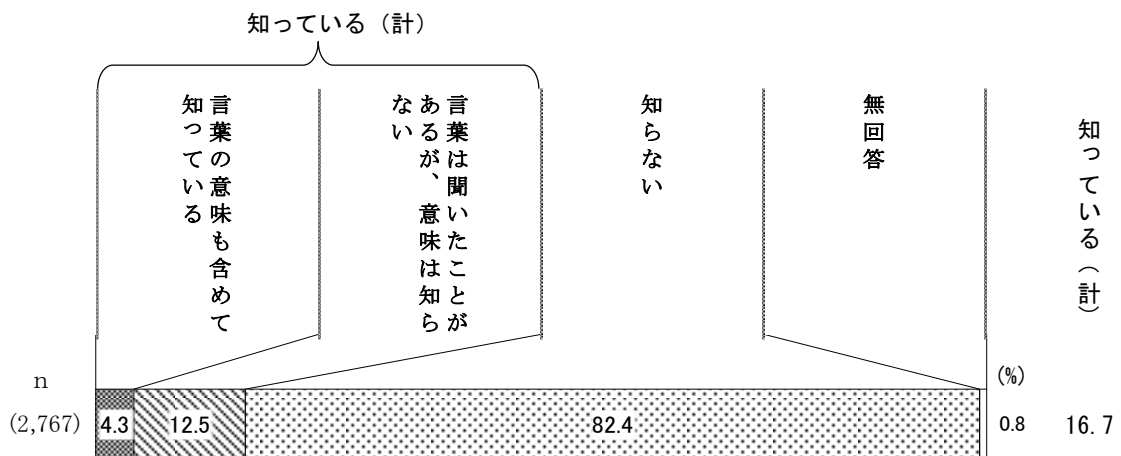 知っている（計）
言葉の意味も含めて
知っている
言葉は聞いたことが
あるが、意味は知ら
ない
知らない
無回答
知っている（計）
n
(%)
(2,767)
4.3
12.5
82.4
0.8
16.7